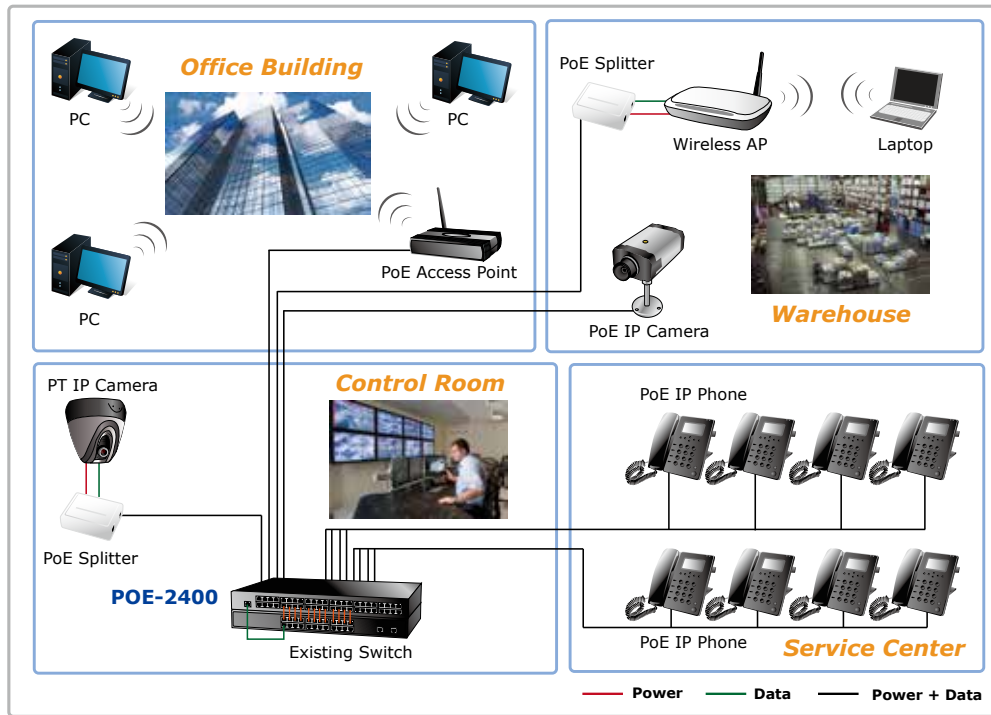 Office Building
PC
PC
PC
PoE Access Point
PoE Splitter
Wireless AP
Laptop
PoE IP Camera
Warehouse
PT IP Camera
Control Room
PoE Splitter
POE-2400
Existing Switch
PoE IP Phone
PoE IP Phone
Service Center
Power
Data
Power + Data